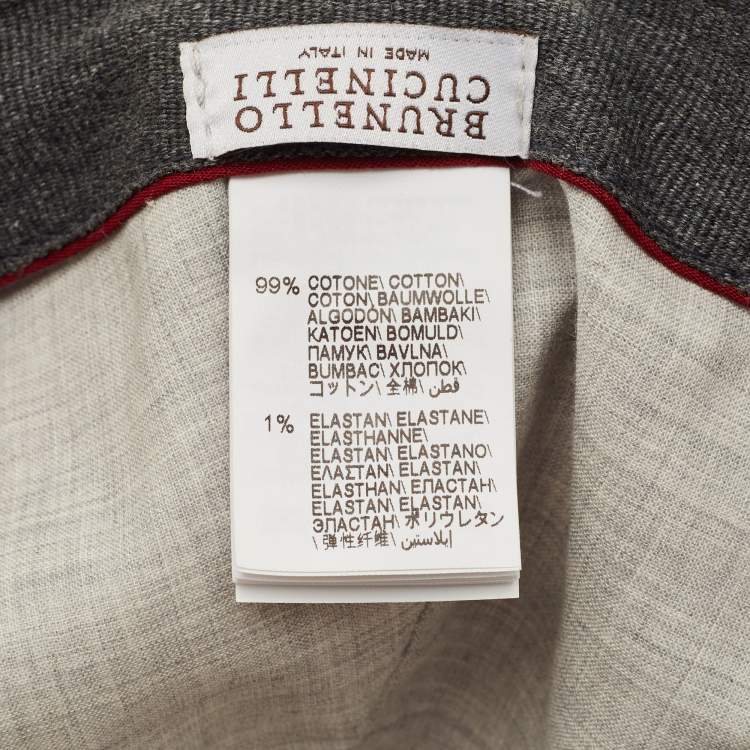 BRUNELLO
CUCINELLI
MADE IN ITALY
99% COTONE\ COTTON\
COTON\ BAUMWOLLE\
ALGODÓN\ BAMBAKI\
KATOEN\ BOMULD\
ПАМУК\ BAVLNA\
BUMBAC\ ХЛОПОК\
コットン\ 全棉\ قطن\
1% ELASTAN\ ELASTANE\
ELASTHANNE\
ELASTAN\ ELASTANO\
ΕΛΑΣΤΑΝ\ ELASTAN\
ELASTHAN\ ЕЛАСТАН\
ELASTAN\ ELASTAN\
ЭЛАСТАН\ ポリウレタン
\ 弹性纤维\ إيلاستين\